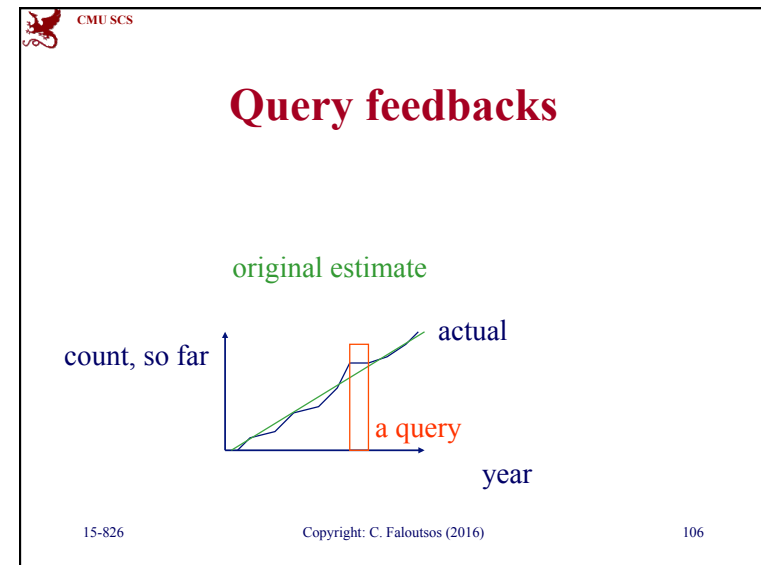 CMU SCS
Query feedbacks
original estimate
actual
count, so far
a query
year
15-826
Copyright: C. Faloutsos (2016)
106